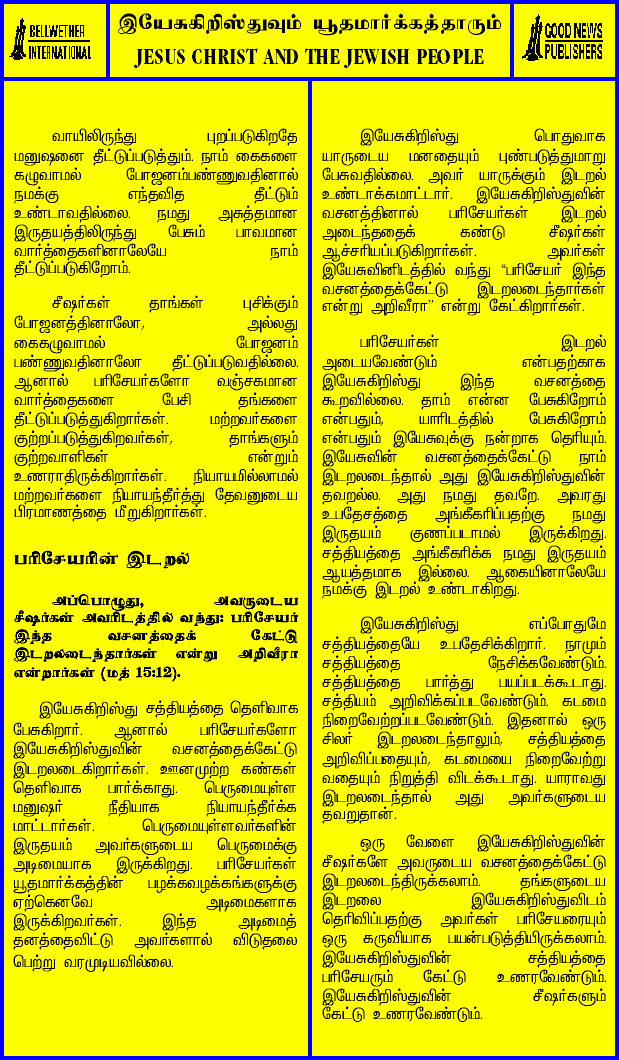 BELLWETHER
INTERNATIONAL
இயேசுகிறிஸ்துவும் யூதமார்க்கத்தாரும்
JESUS CHRIST AND THE JEWISH PEOPLE
GOOD NEWS
PUBLISHERS
வாயிலிருந்து புறப்படுகிறதே
மனுஷனை தீட்டுப்படுத்தும். நாம் கைகளை
கழுவாமல் போஜனம்பண்ணுவதினால்
நமக்கு எந்தவித தீட்டும்
உண்டாவதில்லை. நமது அசுத்தமான
இருதயத்திலிருந்து பேசும் பாவமான
வார்த்தைகளினாலேயே நாம்
தீட்டுப்படுகிறோம்.
சீஷர்கள் தாங்கள் புசிக்கும்
போஜனத்தினாலோ, அல்லது
கைகழுவாமல் போஜனம்
பண்ணுவதினாலோ தீட்டுப்படுவதில்லை.
ஆனால் பரிசேயர்களோ வஞ்சகமான
வார்த்தைகளை பேசி தங்களை
தீட்டுப்படுத்துகிறார்கள். மற்றவர்களை
குற்றப்படுத்துகிறவர்கள், தாங்களும்
குற்றவாளிகள் என்றும்
உணராதிருக்கிறார்கள். நியாயமில்லாமல்
மற்றவர்களை நியாயந்தீர்த்து தேவனுடைய
பிரமாணத்தை மீறுகிறார்கள்.
பரிசேயரின் இடறல்
அப்பொழுது, அவருடைய
சீஷர்கள் அவரிடத்தில் வந்து: பரிசேயர்
இந்த வசனத்தைக் கேட்டு
இடறலடைந்தார்கள் என்று அறிவீரா
என்றார்கள் (மத் 15:12).
இயேசுகிறிஸ்து சத்தியத்தை தெளிவாக
பேசுகிறார். ஆனால் பரிசேயர்களோ
இயேசுகிறிஸ்துவின் வசனத்தைக்கேட்டு
இடறலடைகிறார்கள். ஊனமுற்ற கண்கள்
தெளிவாக பார்க்காது. பெருமையுள்ள
மனுஷர் நீதியாக நியாயந்தீர்க்க
மாட்டார்கள். பெருமையுள்ளவர்களின்
இருதயம் அவர்களுடைய பெருமைக்கு
அடிமையாக இருக்கிறது. பரிசேயர்கள்
யூதமார்க்கத்தின் பழக்கவழக்கங்களுக்கு
ஏற்கெனவே அடிமைகளாக
இருக்கிறவர்கள். இந்த அடிமைத்
தனத்தைவிட்டு அவர்களால் விடுதலை
பெற்று வரமுடியவில்லை.
இயேசுகிறிஸ்து பொதுவாக
யாருடைய மனதையும் புண்படுத்துமாறு
பேசுவதில்லை. அவர் யாருக்கும் இடறல்
உண்டாக்கமாட்டார். இயேசுகிறிஸ்துவின்
வசனத்தினால் பரிசேயர்கள் இடறல்
அடைந்ததைக் கண்டு சீஷர்கள்
ஆச்சரியப்படுகிறார்கள். அவர்கள்
இயேசுவினிடத்தில் வந்து "பரிசேயர் இந்த
வசனத்தைக்கேட்டு இடறலடைந்தார்கள்
என்று அறிவீரா" என்று கேட்கிறார்கள்.
பரிசேயர்கள் இடறல்
அடையவேண்டும் என்பதற்காக
இயேசுகிறிஸ்து இந்த வசனத்தை
கூறவில்லை. தாம் என்ன பேசுகிறோம்
என்பதும், யாரிடத்தில் பேசுகிறோம்
என்பதும் இயேசுவுக்கு நன்றாக தெரியும்.
இயேசுவின் வசனத்தைக்கேட்டு நாம்
இடறலடைந்தால் அது இயேசுகிறிஸ்துவின்
தவறல்ல. அது நமது தவறே. அவரது
உபதேசத்தை அங்கீகரிப்பதற்கு நமது
இருதயம் குணப்படாமல் இருக்கிறது.
சத்தியத்தை அங்கீகரிக்க நமது இருதயம்
ஆயத்தமாக இல்லை. ஆகையினாலேயே
நமக்கு இடறல் உண்டாகிறது.
இயேசுகிறிஸ்து எப்போதுமே
சத்தியத்தையே உபதேசிக்கிறார். நாமும்
சத்தியத்தை நேசிக்கவேண்டும்.
சத்தியத்தை பார்த்து பயப்படக்கூடாது.
சத்தியம் அறிவிக்கப்படவேண்டும். கடமை
நிறைவேற்றப்படவேண்டும். இதனால் ஒரு
சிலர் இடறலடைந்தாலும், சத்தியத்தை
அறிவிப்பதையும், கடமையை நிறைவேற்று
வதையும் நிறுத்தி விடக்கூடாது. யாராவது
இடறலடைந்தால் அது அவர்களுடைய
தவறுதான்.
ஒரு வேளை இயேசுகிறிஸ்துவின்
சீஷர்களே அவருடைய வசனத்தைக்கேட்டு
இடறலடைந்திருக்கலாம். தங்களுடைய
இடறலை இயேசுகிறிஸ்துவிடம்
தெரிவிப்பதற்கு அவர்கள் பரிசேயரையும்
ஒரு கருவியாக பயன்படுத்தியிருக்கலாம்.
இயேசுகிறிஸ்துவின் சத்தியத்தை
பரிசேயரும் கேட்டு உணரவேண்டும்.
இயேசுகிறிஸ்துவின் சீஷர்களும்
கேட்டு உணரவேண்டும்.